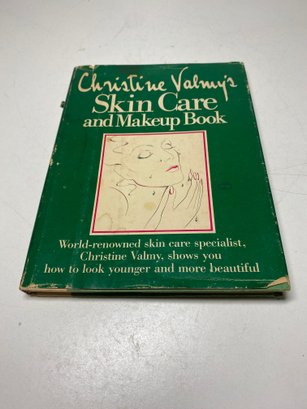 Christine Valmy's
Skin Care
and Makeup Book
World-renowned skin care specialist,
Christine Valmy, shows you
how to look younger and more beautiful